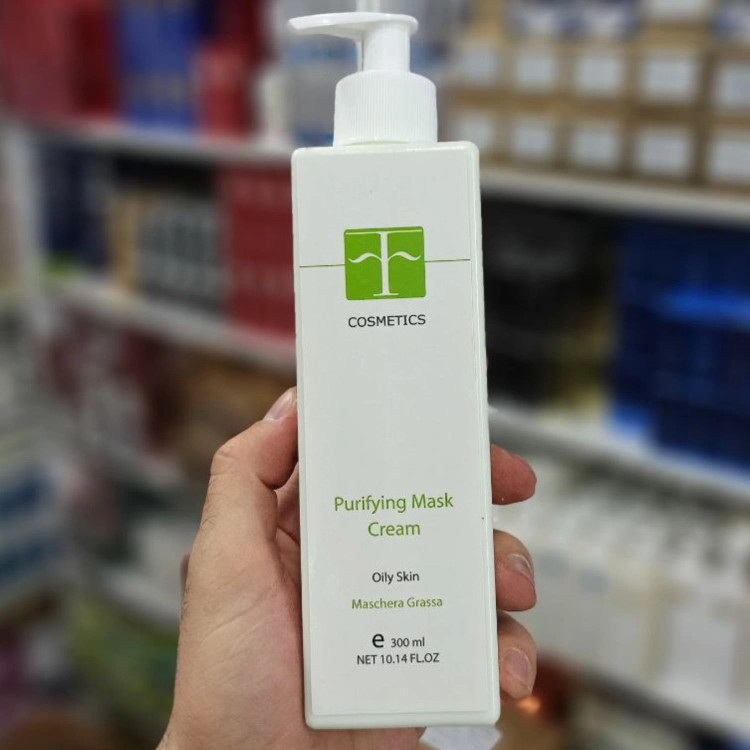 COSMETICS
Purifying Mask
Cream
Oily Skin
Maschera Grassa
e 300 ml
NET 10.14 FL.OZ